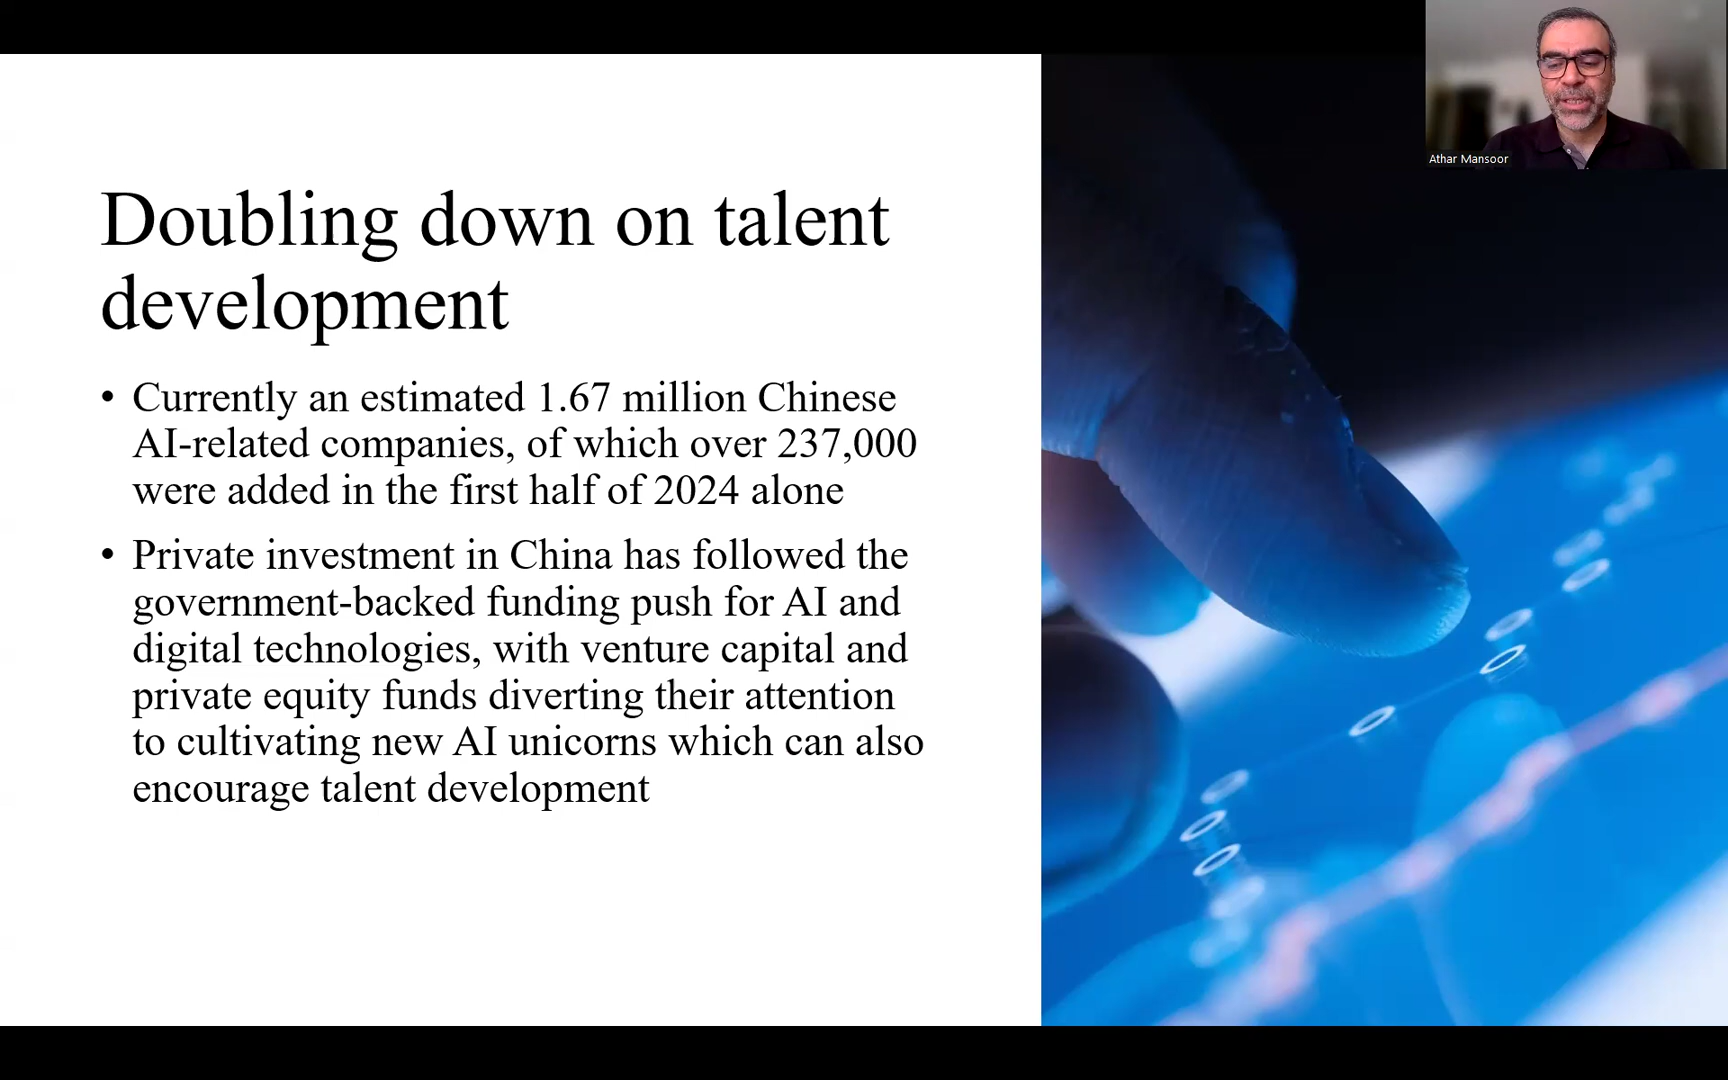 Athar Mansoor
Doubling down on talent
development
• Currently an estimated 1.67 million Chinese
AI-related companies, of which over 237,000
were added in the first half of 2024 alone
• Private investment in China has followed the
government-backed funding push for AI and
digital technologies, with venture capital and
private equity funds diverting their attention
to cultivating new AI unicorns which can also
encourage talent development